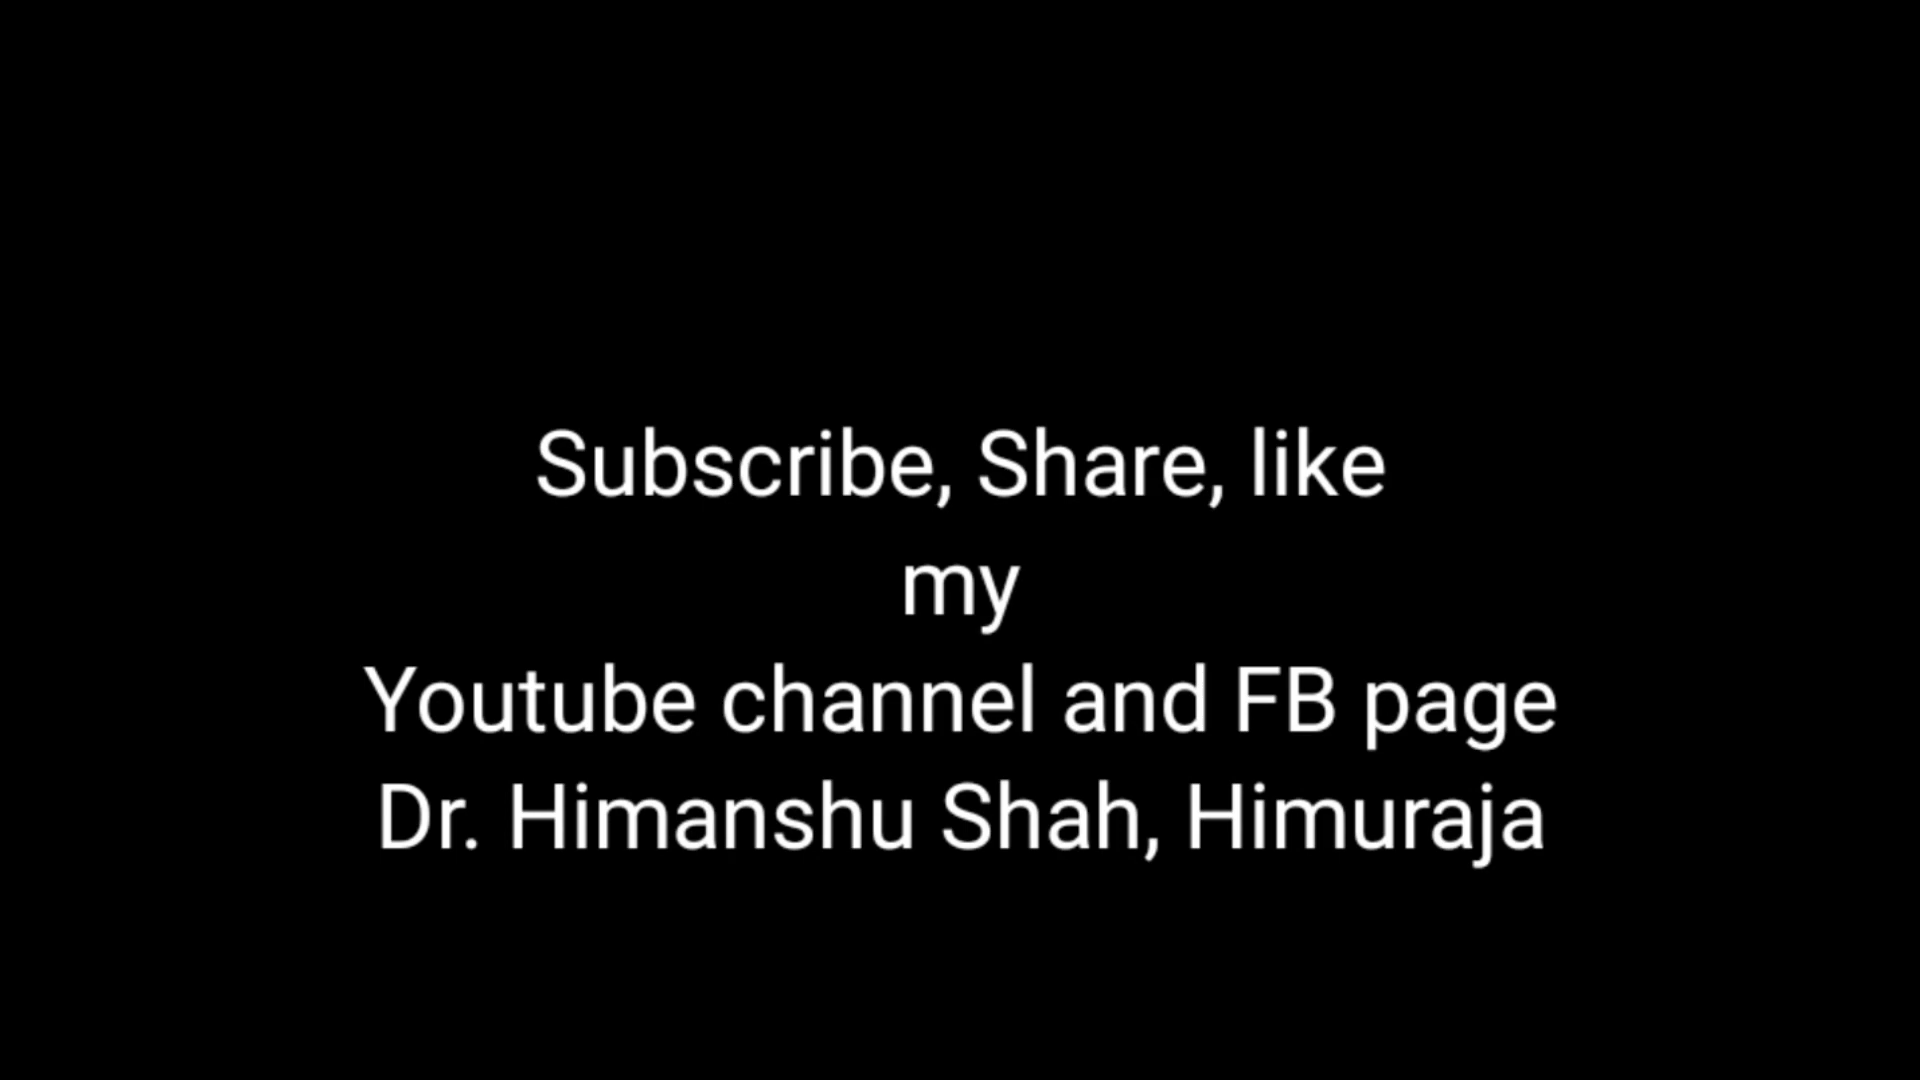 Subscribe, Share, like
my
Youtube channel and FB page
Dr. Himanshu Shah, Himuraja